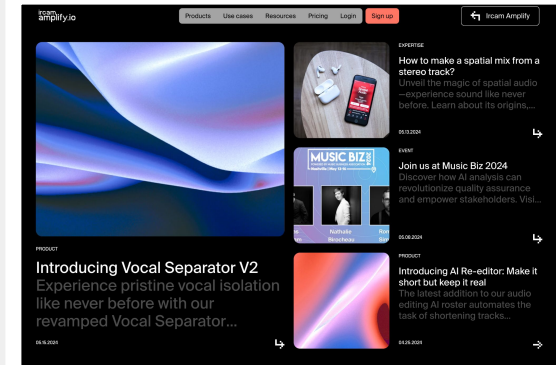 ircam
amplify.io
Products Use cases Resources Pricing Login Sign up
Ircam Amplify
PRODUCT
Introducing Vocal Separator V2
Experience pristine vocal isolation
like never before with our
revamped Vocal Separator...
05.15.2024
EXPERTISE
How to make a spatial mix from a
stereo track?
Unveil the magic of spatial audio
—experience sound like never
before. Learn about its origins,...
05.13.2024
MUSIC BIZ 2024
Nathalie
Birocheau
EVENT
Join us at Music Biz 2024
Discover how AI analysis can
revolutionize quality assurance
and empower stakeholders. Visi...
05.08.2024
PRODUCT
Introducing AI Re-editor: Make it
short but keep it real
The latest addition to our audio
editing AI roster automates the
task of shortening tracks...
04.25.2024